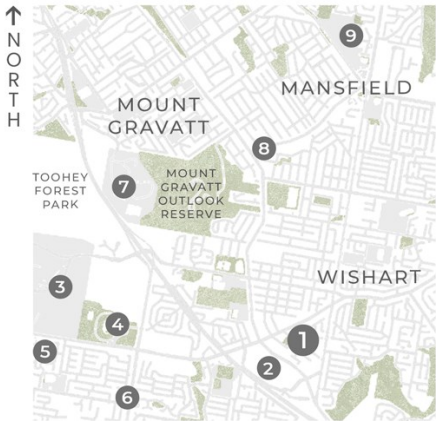 NORTH
9
MANSFIELD
MOUNT
GRAVATT
8
TOOHEY
FOREST
PARK
7
MOUNT
GRAVATT
OUTLOOK
RESERVE
WISHART
3
4
1
5
2
6